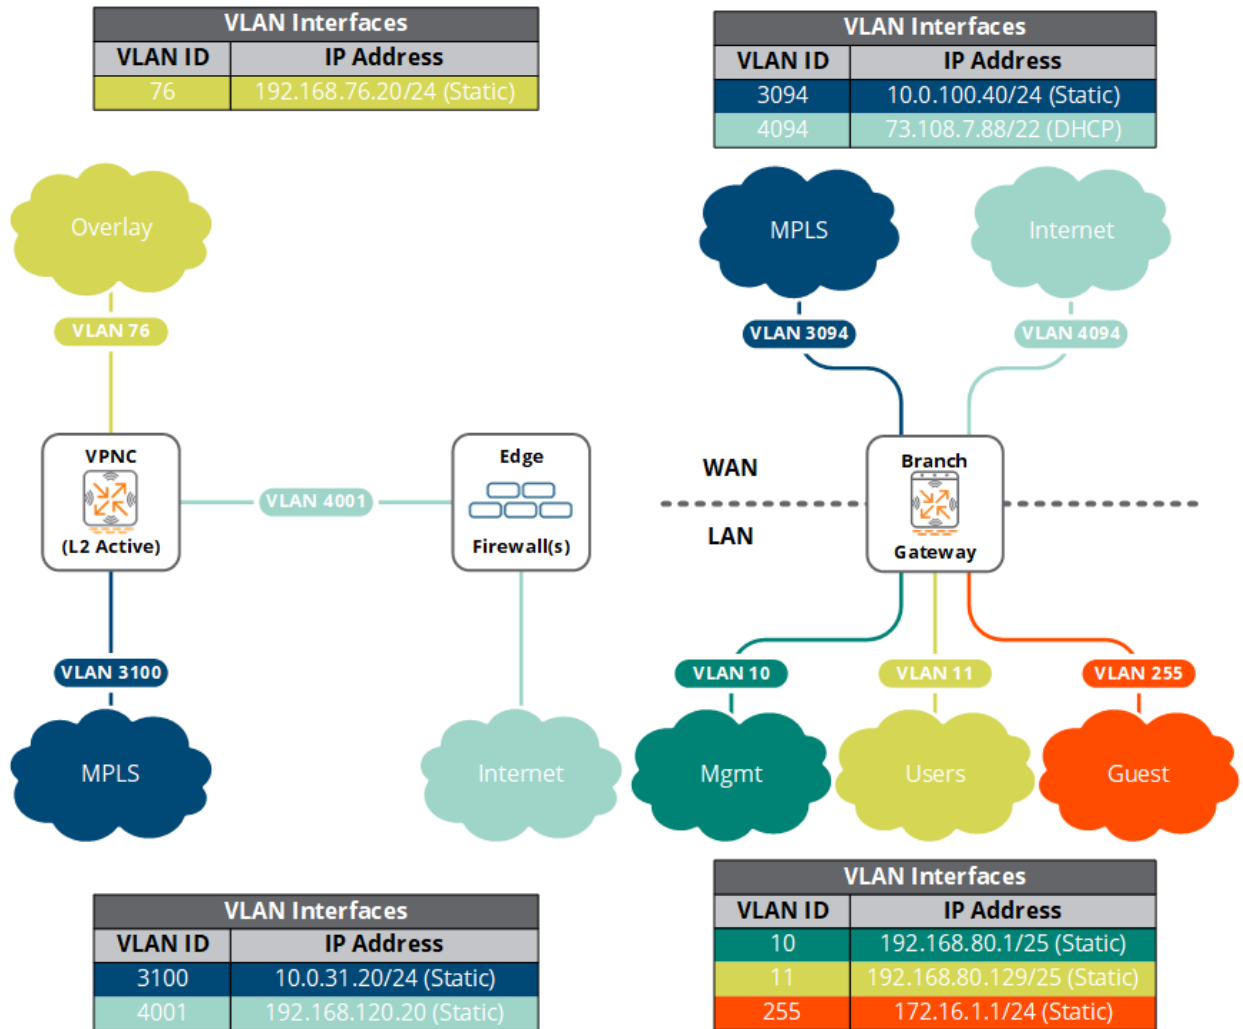 VLAN Interfaces
VLAN ID IP Address
76 192.168.76.20/24 (Static)
VLAN Interfaces
VLAN ID IP Address
3094 10.0.100.40/24 (Static)
4094 73.108.7.88/22 (DHCP)
Overlay
VLAN 76
VPNC
(L2 Active)
VLAN 4001
Edge
Firewall(s)
VLAN 3100
MPLS
Internet
MPLS
Internet
VLAN 3094
VLAN 4094
WAN
LAN
Branch
Gateway
VLAN 10
VLAN 11
VLAN 255
Mgmt
Users
Guest
VLAN Interfaces
VLAN ID IP Address
3100 10.0.31.20/24 (Static)
4001 192.168.120.20 (Static)
VLAN Interfaces
VLAN ID IP Address
10 192.168.80.1/25 (Static)
11 192.168.80.129/25 (Static)
255 172.16.1.1/24 (Static)